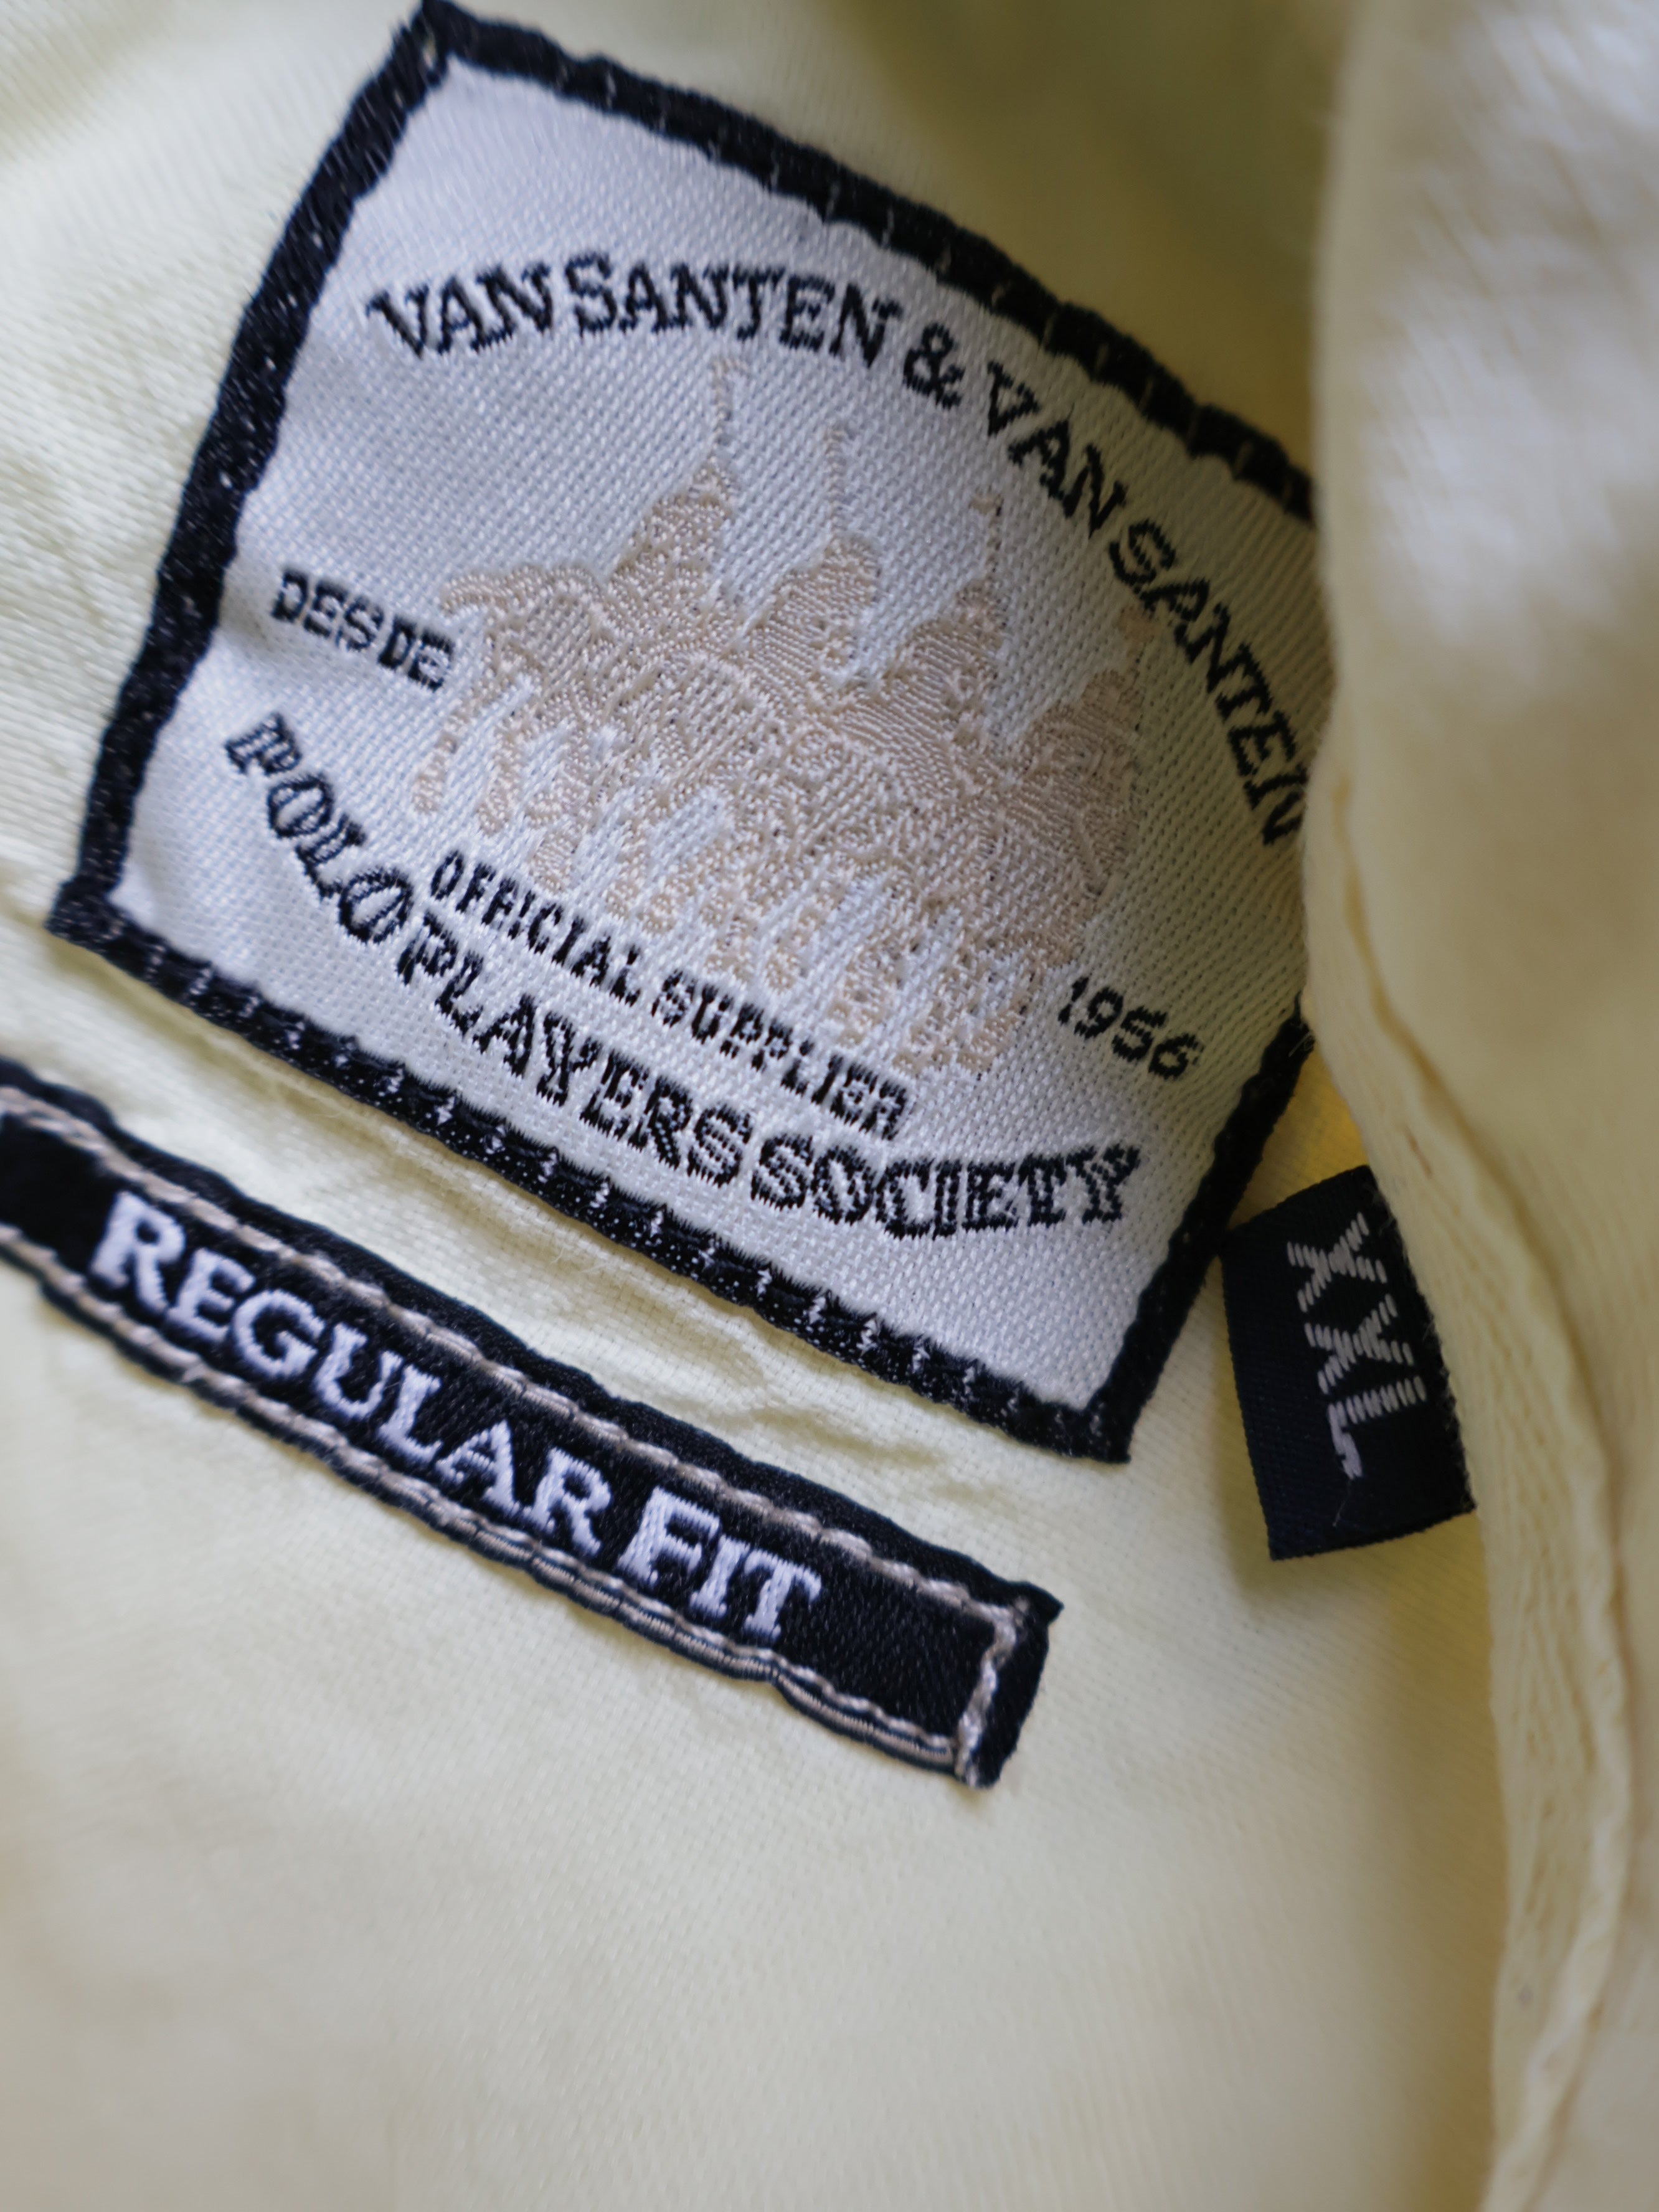 VAN SANTEN & VAN SANTEN
DESDE
1956
OFFICIAL SUPPLIER
POLO PLAYERS SOCIETY
XXL
REGULAR FIT